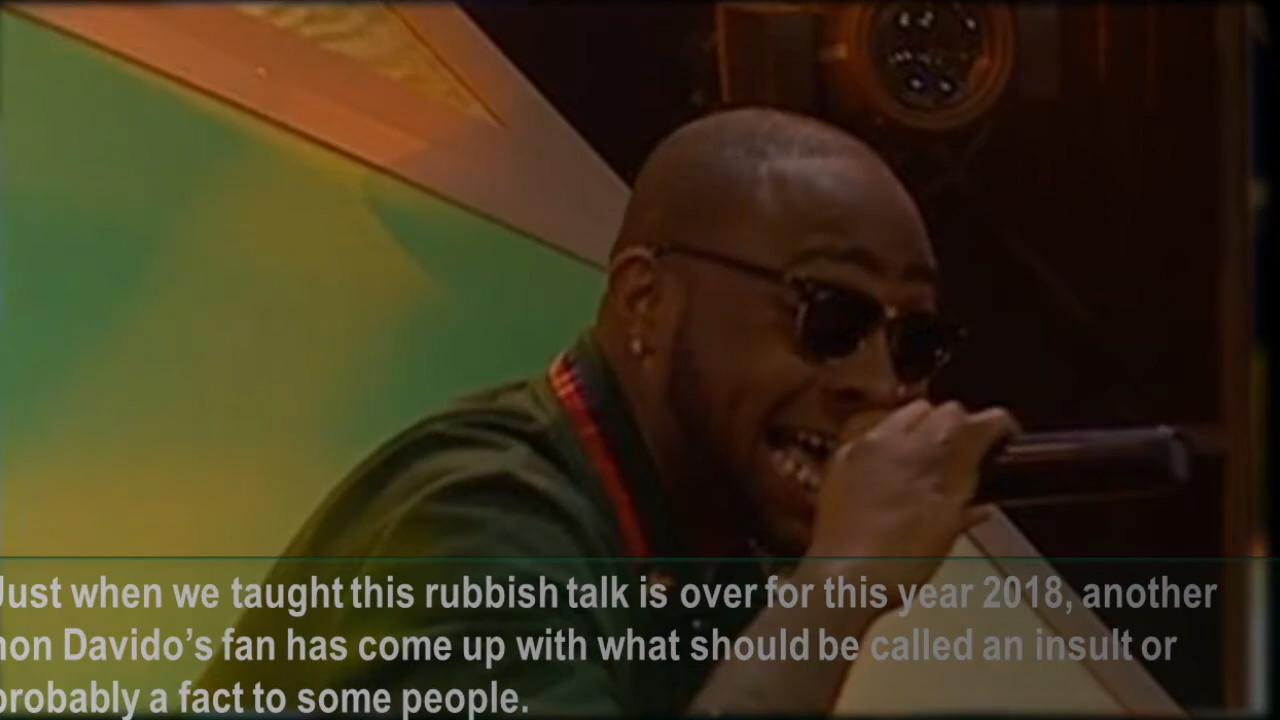 Just when we taught this rubbish talk is over for this year 2018, another
non Davido’s fan has come up with what should be called an insult or
probably a fact to some people.